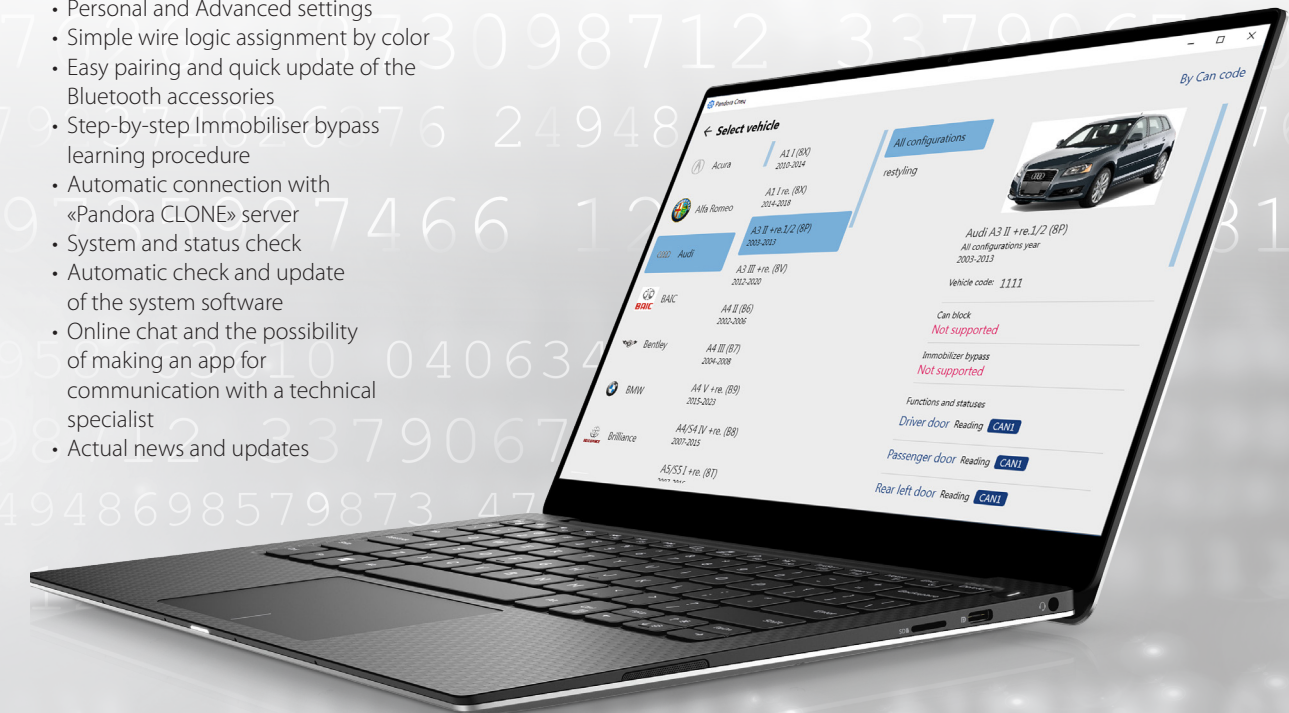 • Personal and Advanced settings
• Simple wire logic assignment by color
• Easy pairing and quick update of the
Bluetooth accessories
• Step-by-step Immobiliser bypass
learning procedure
• Automatic connection with
«Pandora CLONE» server
• System and status check
• Automatic check and update
of the system software
• Online chat and the possibility
of making an app for
communication with a technical
specialist
• Actual news and updates
Pandora Спец
By Can code
← Select vehicle
Acura
Alfa Romeo
Audi
BAIC
BAIC
Bentley
BMW
Brilliance
A1 I (8X)
2010-2014
A1 I re. (8X)
2014-2018
A3 II +re.1/2 (8P)
2003-2013
A3 III +re. (8V)
2012-2020
A4 II (B6)
2002-2006
A4 III (B7)
2004-2008
A4 V +re. (B9)
2015-2023
A4/S4 IV +re. (B8)
2007-2015
A5/S5 I +re. (8T)
All configurations
restyling
Audi A3 II +re.1/2 (8P)
All configurations year
2003-2013
Vehicle code: 1111
Can block
Not supported
Immobilizer bypass
Not supported
Functions and statuses
Driver door Reading CAN1
Passenger door Reading CAN1
Rear left door Reading CAN1